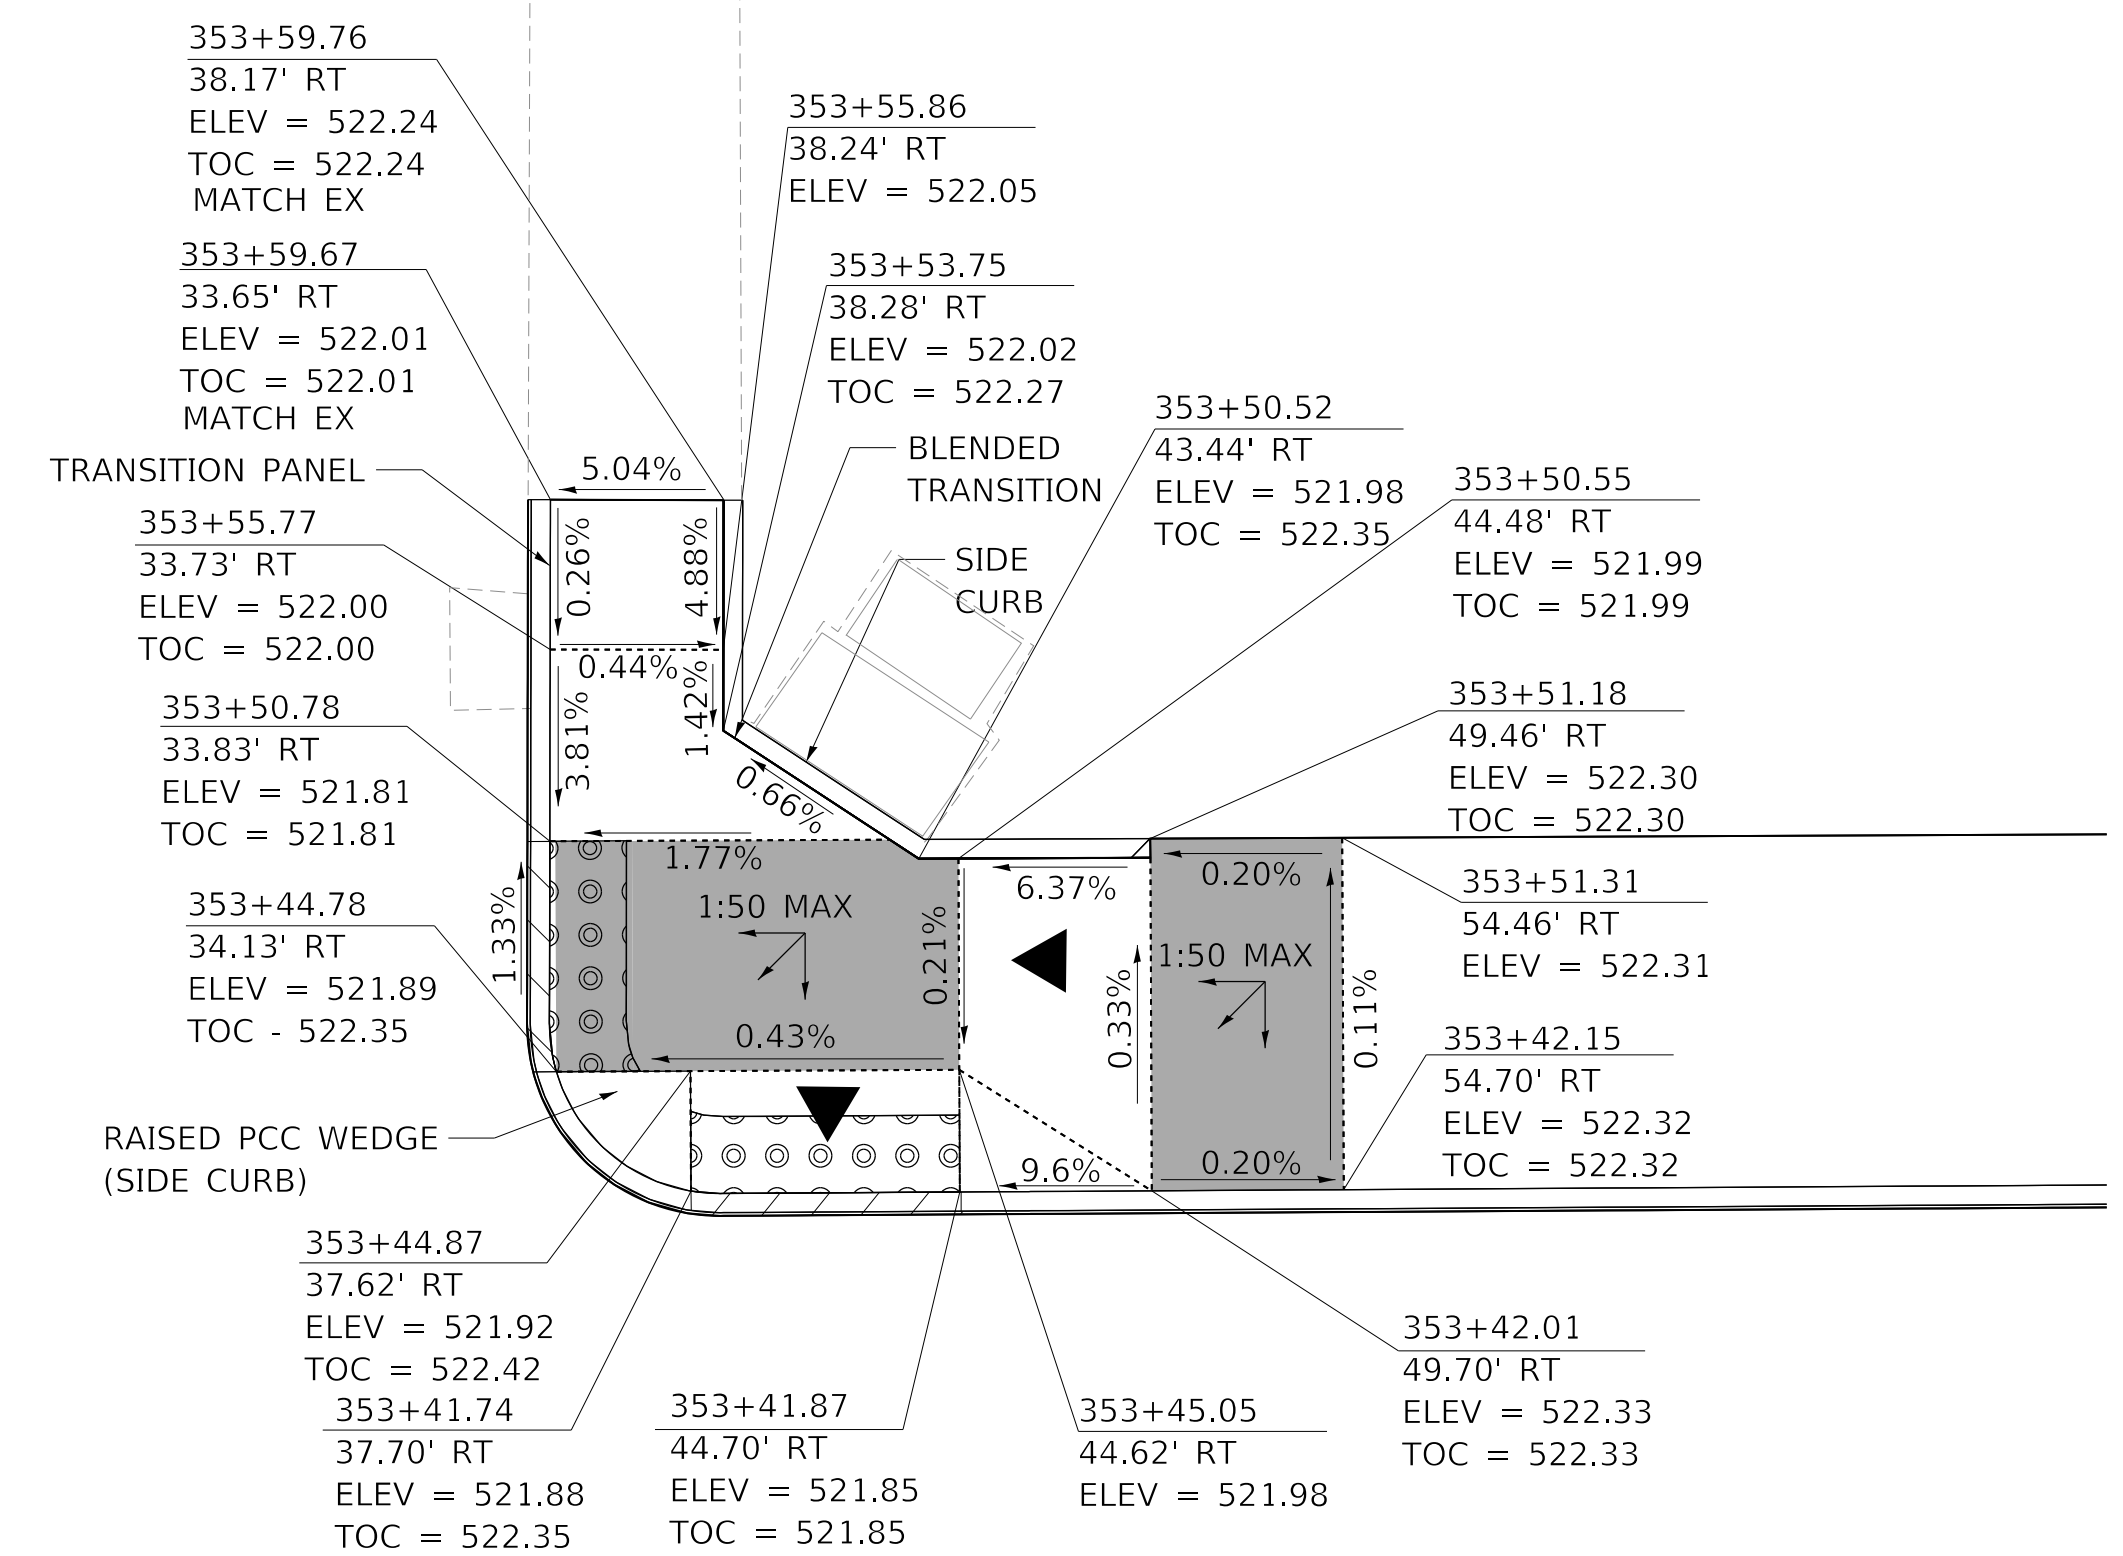 353+59.76
38.17' RT
ELEV = 522.24
TOC = 522.24
MATCH EX
353+55.86
38.24' RT
ELEV = 522.05
353+59.67
33.65' RT
ELEV = 522.01
TOC = 522.01
MATCH EX
353+53.75
38.28' RT
ELEV = 522.02
TOC = 522.27
353+50.52
43.44' RT
ELEV = 521.98
TOC = 522.35
BLENDED
TRANSITION
TRANSITION PANEL
5.04%
353+50.55
44.48' RT
ELEV = 521.99
TOC = 521.99
353+55.77
33.73' RT
ELEV = 522.00
TOC = 522.00
0.26%
4.88%
SIDE
CURB
0.44%
1.42%
3.81%
353+50.78
33.83' RT
ELEV = 521.81
TOC = 521.81
353+51.18
49.46' RT
ELEV = 522.30
TOC = 522.30
0.66%
1.77%
6.37%
0.20%
353+51.31
54.46' RT
ELEV = 522.31
353+44.78
34.13' RT
ELEV = 521.89
TOC - 522.35
1.33%
1:50 MAX
0.21%
1:50 MAX
0.33%
0.11%
0.43%
353+42.15
54.70' RT
ELEV = 522.32
TOC = 522.32
RAISED PCC WEDGE
(SIDE CURB)
9.6%
0.20%
353+44.87
37.62' RT
ELEV = 521.92
TOC = 522.42
353+41.74
37.70' RT
ELEV = 521.88
TOC = 522.35
353+41.87
44.70' RT
ELEV = 521.85
TOC = 521.85
353+45.05
44.62' RT
ELEV = 521.98
353+42.01
49.70' RT
ELEV = 522.33
TOC = 522.33